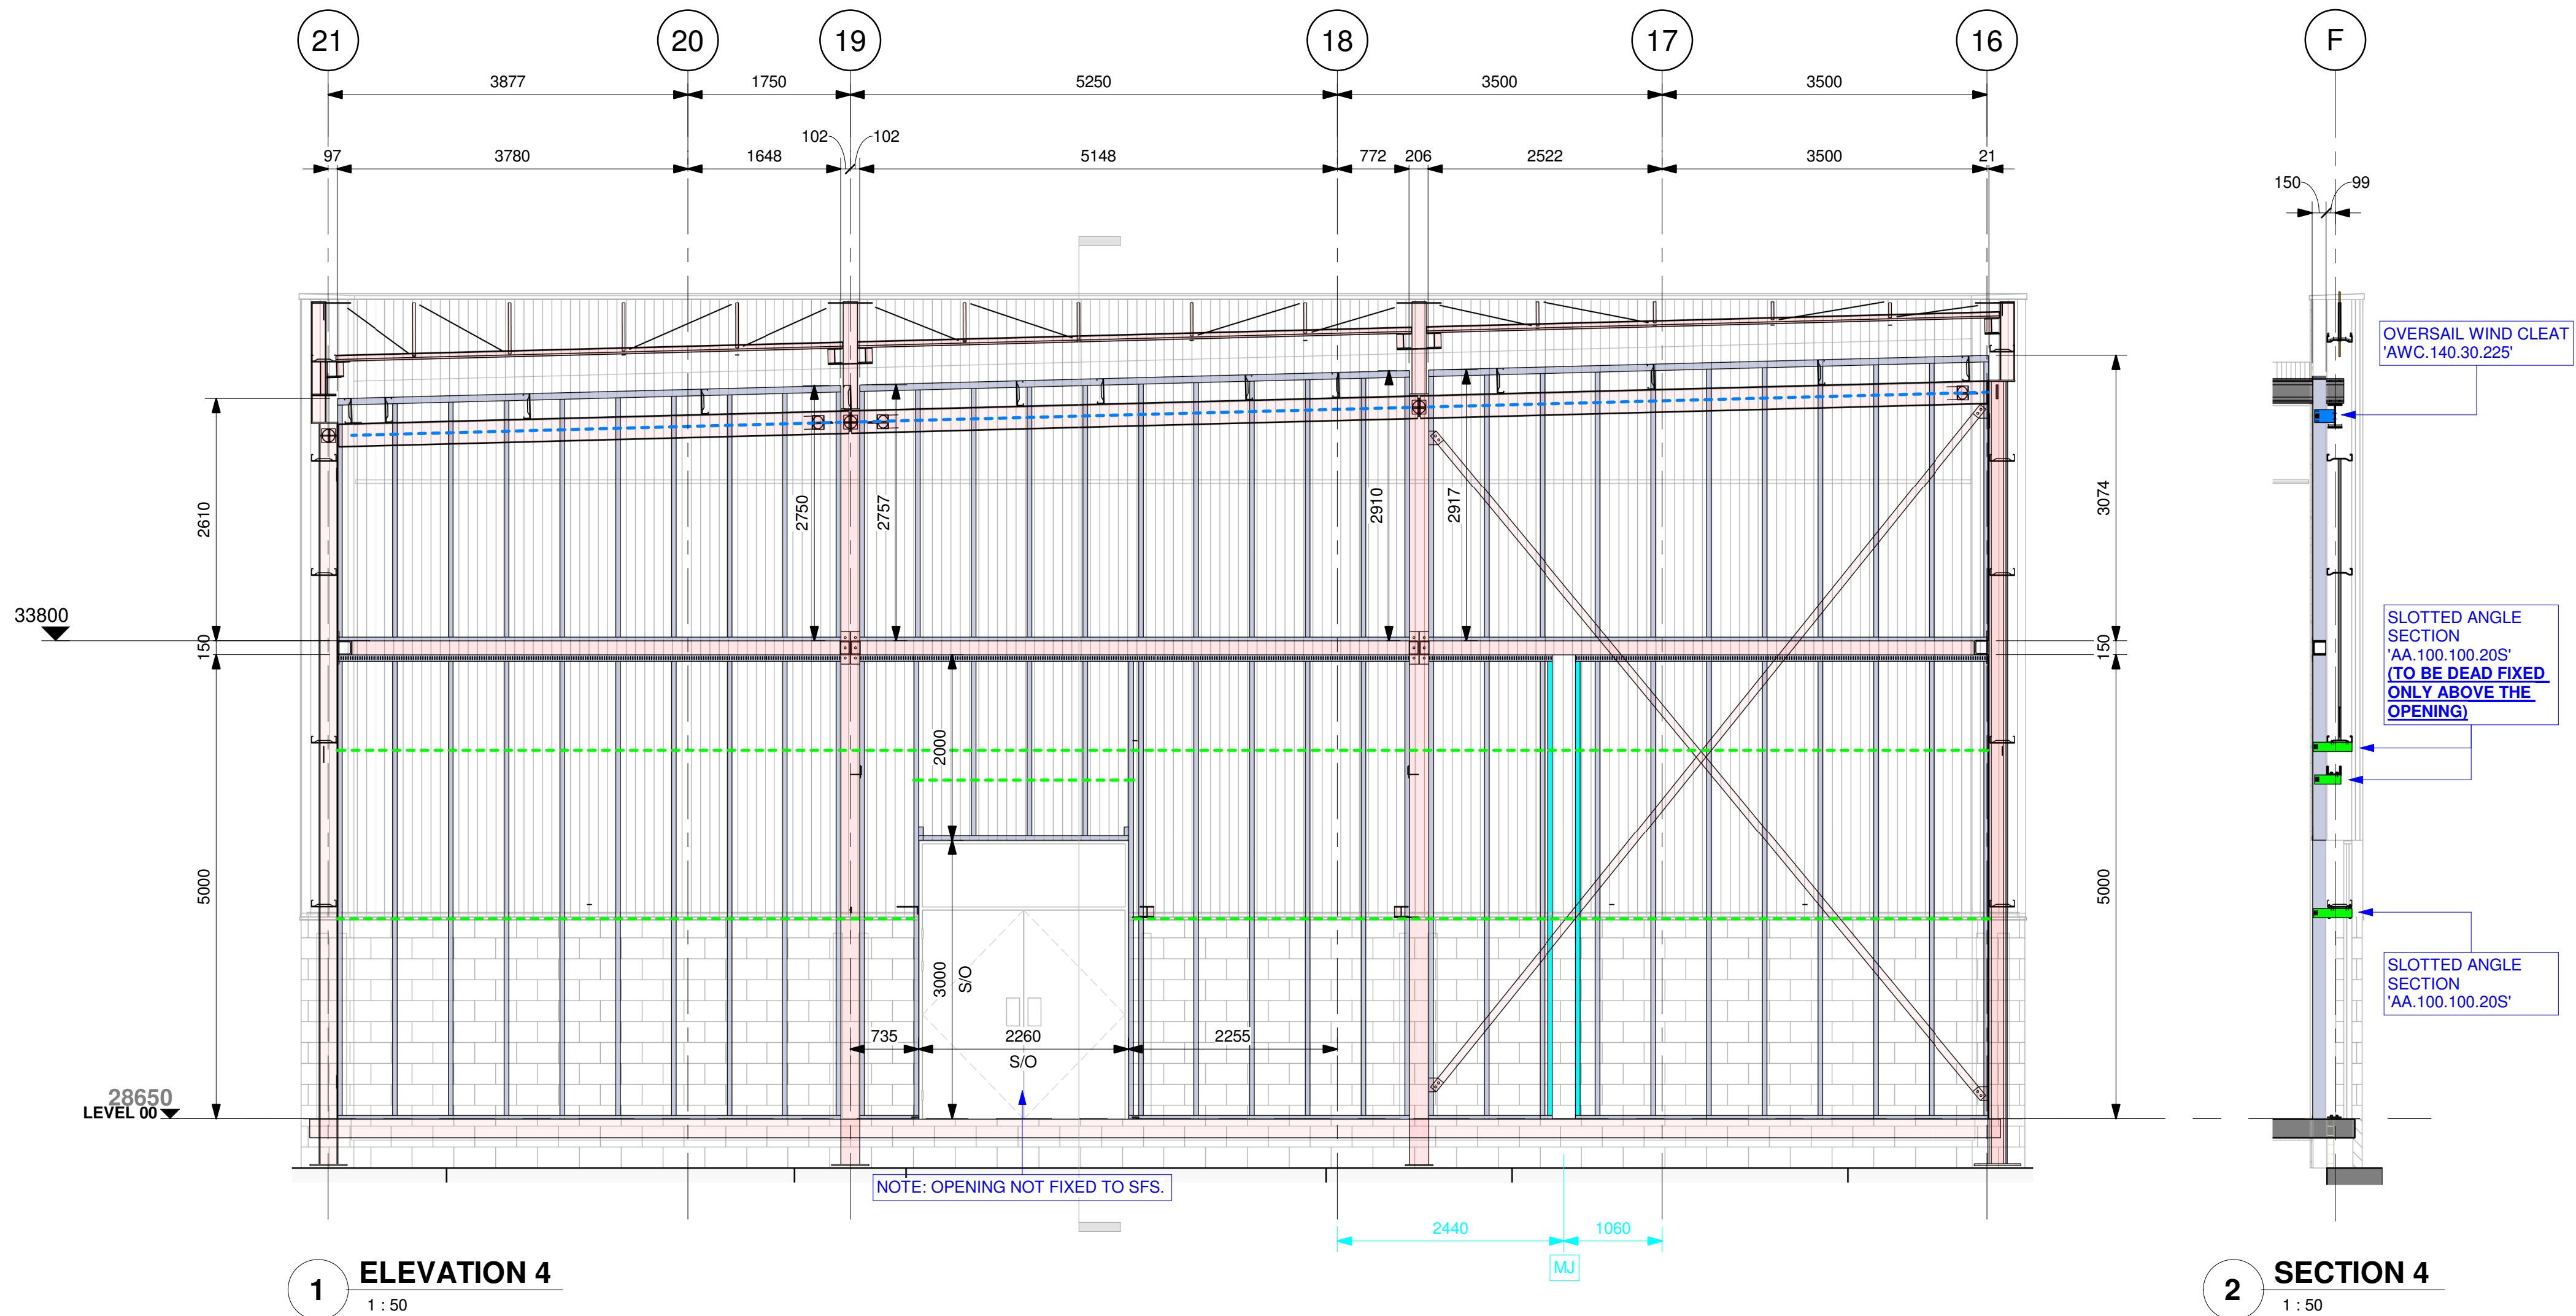 21
20
19
18
17
16
F
3877
1750
5250
3500
3500
102
102
97
3780
1648
5148
772
206
2522
3500
21
150
99
OVERSAIL WIND CLEAT
'AWC.140.30.225'
2610
2750
2757
2910
2917
3074
33800
150
150
SLOTTED ANGLE
SECTION
'AA.100.100.20S'
(TO BE DEAD FIXED
ONLY ABOVE THE
OPENING)
2000
5000
5000
3000
S/O
SLOTTED ANGLE
SECTION
'AA.100.100.20S'
735
2260
2255
S/O
28650
LEVEL 00
NOTE: OPENING NOT FIXED TO SFS.
2440
1060
MJ
1
ELEVATION 4
1 : 50
2
SECTION 4
1 : 50